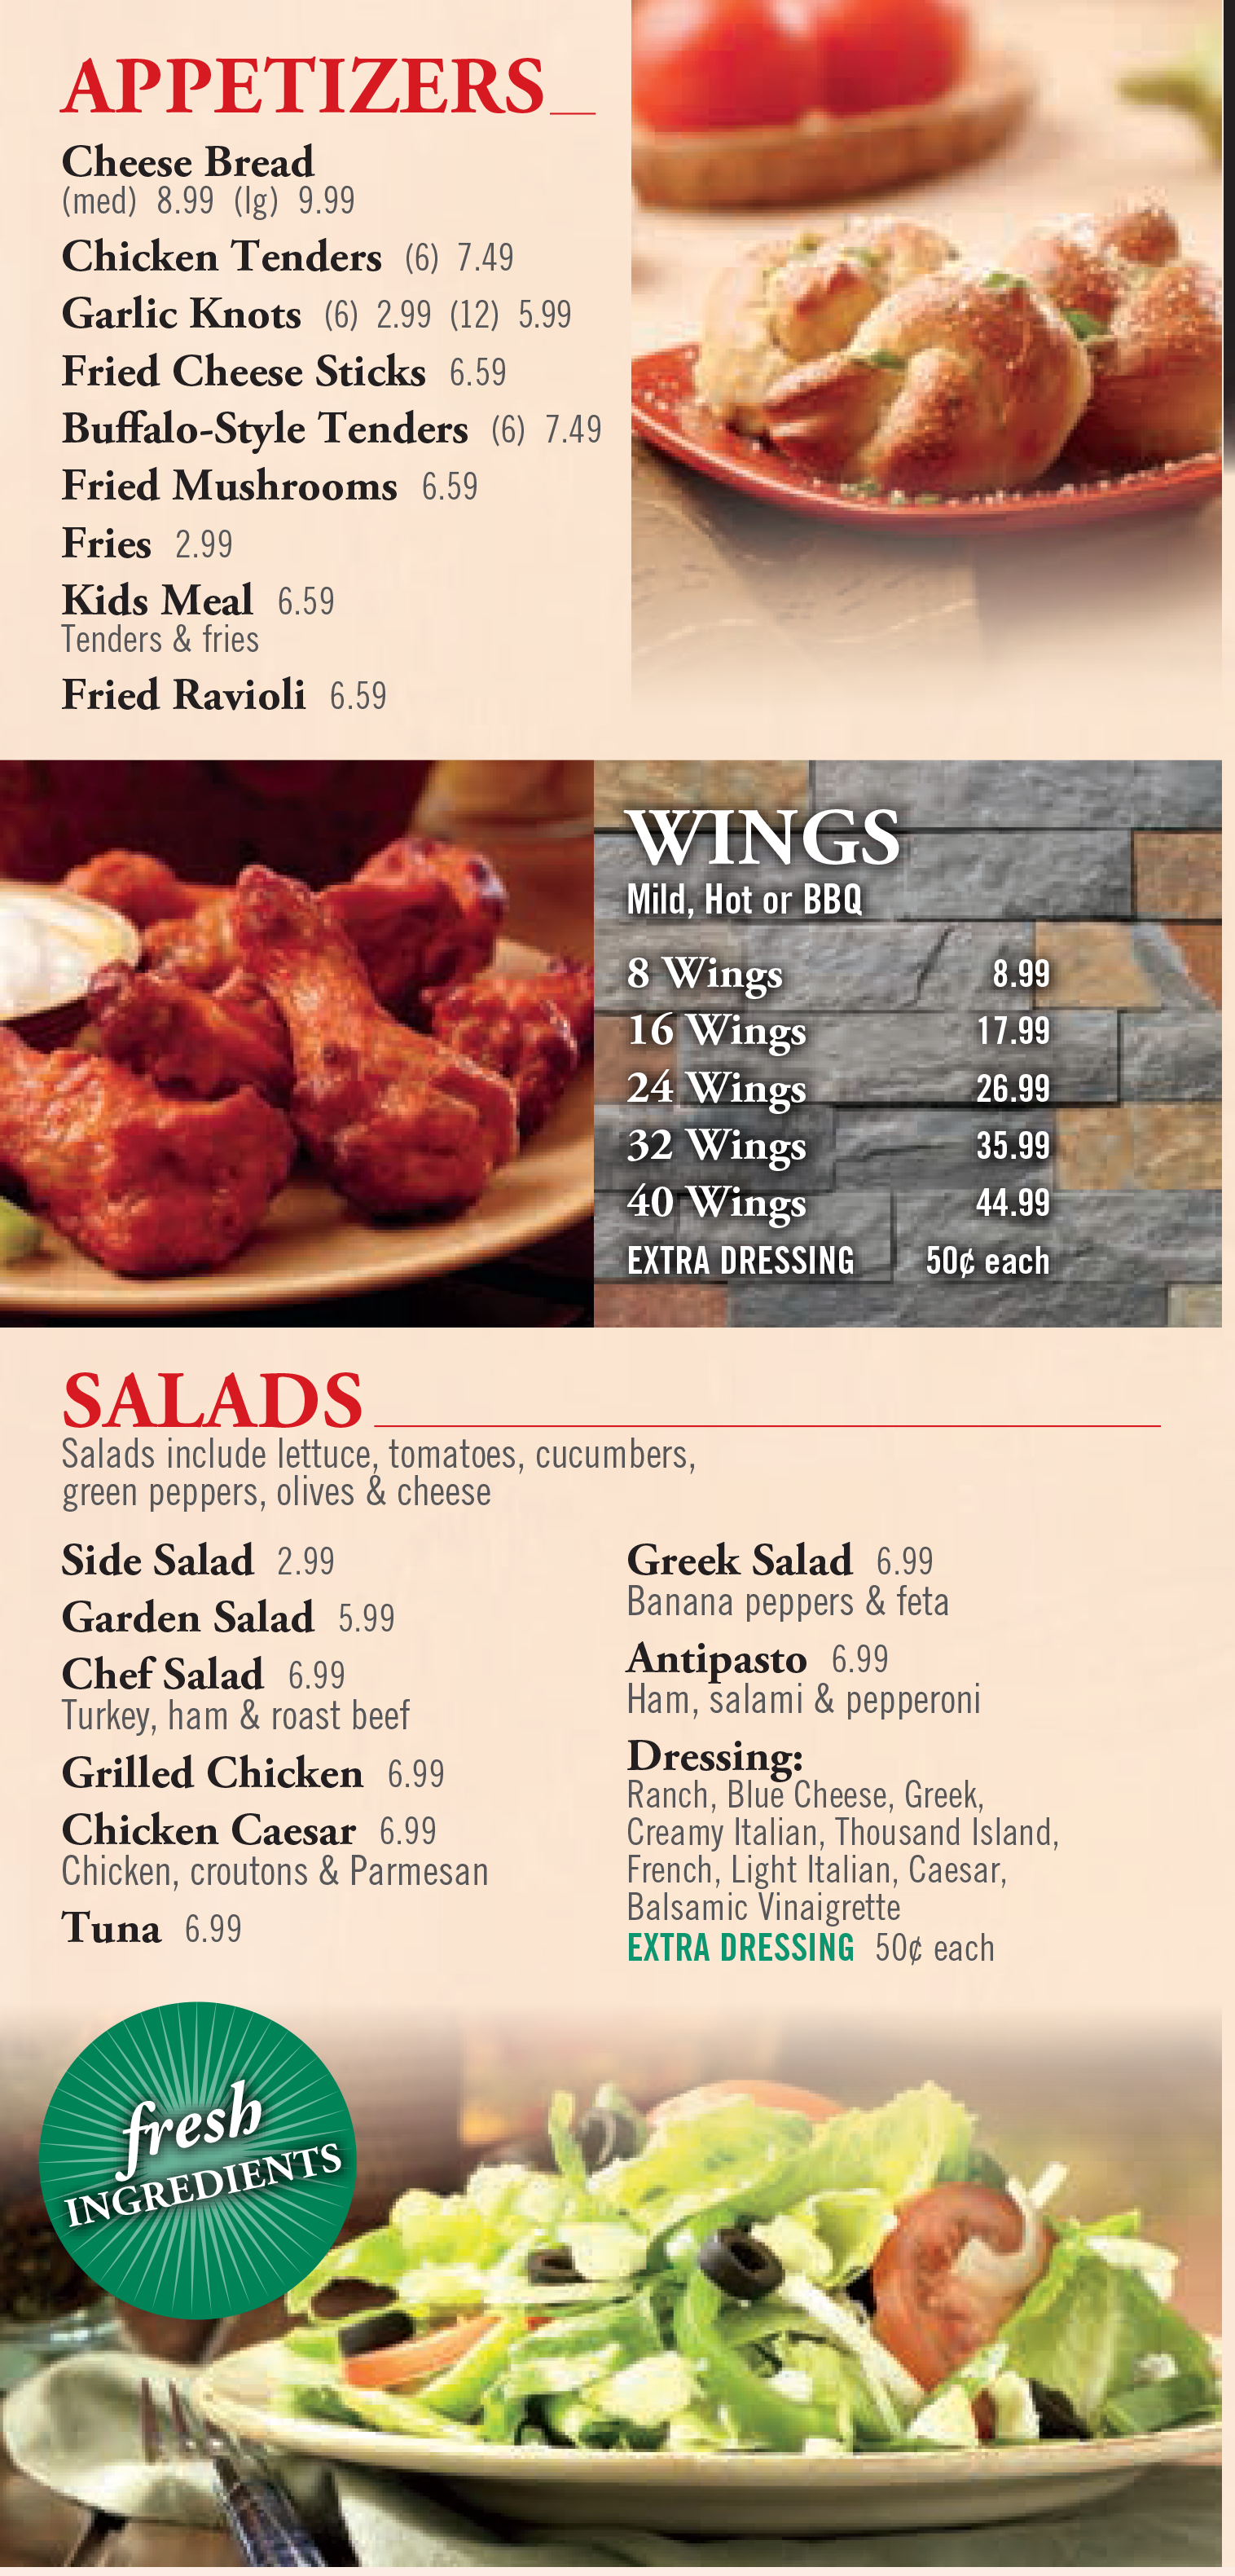 APPETIZERS
Cheese Bread
(med) 8.99 (lg) 9.99
Chicken Tenders (6) 7.49
Garlic Knots (6) 2.99 (12) 5.99
Fried Cheese Sticks 6.59
Buffalo-Style Tenders (6) 7.49
Fried Mushrooms 6.59
Fries 2.99
Kids Meal 6.59
Tenders & fries
Fried Ravioli 6.59
WINGS
Mild, Hot or BBQ
8 Wings 8.99
16 Wings 17.99
24 Wings 26.99
32 Wings 35.99
40 Wings 44.99
EXTRA DRESSING 50¢ each
SALADS
Salads include lettuce, tomatoes, cucumbers,
green peppers, olives & cheese
Side Salad 2.99
Garden Salad 5.99
Chef Salad 6.99
Turkey, ham & roast beef
Grilled Chicken 6.99
Chicken Caesar 6.99
Chicken, croutons & Parmesan
Tuna 6.99
Greek Salad 6.99
Banana peppers & feta
Antipasto 6.99
Ham, salami & pepperoni
Dressing:
Ranch, Blue Cheese, Greek,
Creamy Italian, Thousand Island,
French, Light Italian, Caesar,
Balsamic Vinaigrette
EXTRA DRESSING 50¢ each
fresh
INGREDIENTS